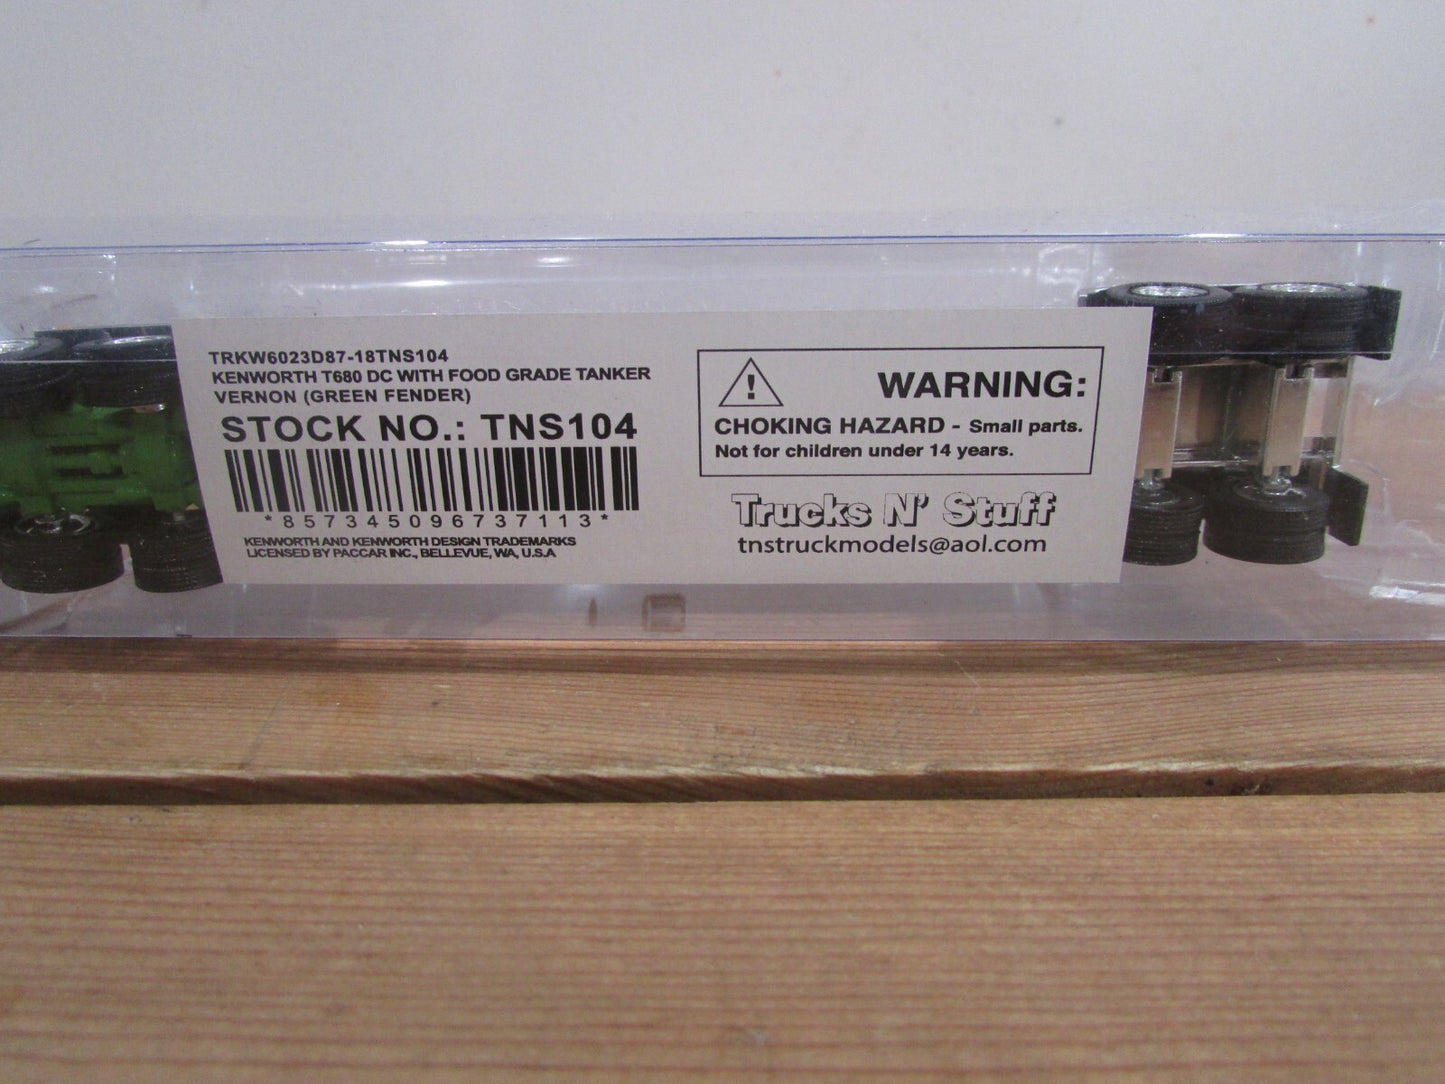 TRKW6023D87-18TNS104
KENWORTH T680 DC WITH FOOD GRADE TANKER
VERNON (GREEN FENDER)
STOCK NO.: TNS104
*857345096737113*
KENWORTH AND KENWORTH DESIGN TRADEMARKS
LICENSED BY PACCAR INC., BELLEVUE, WA, U.S.A
WARNING:
CHOKING HAZARD - Small parts.
Not for children under 14 years.
Trucks N' Stuff
tnstruckmodels@aol.com